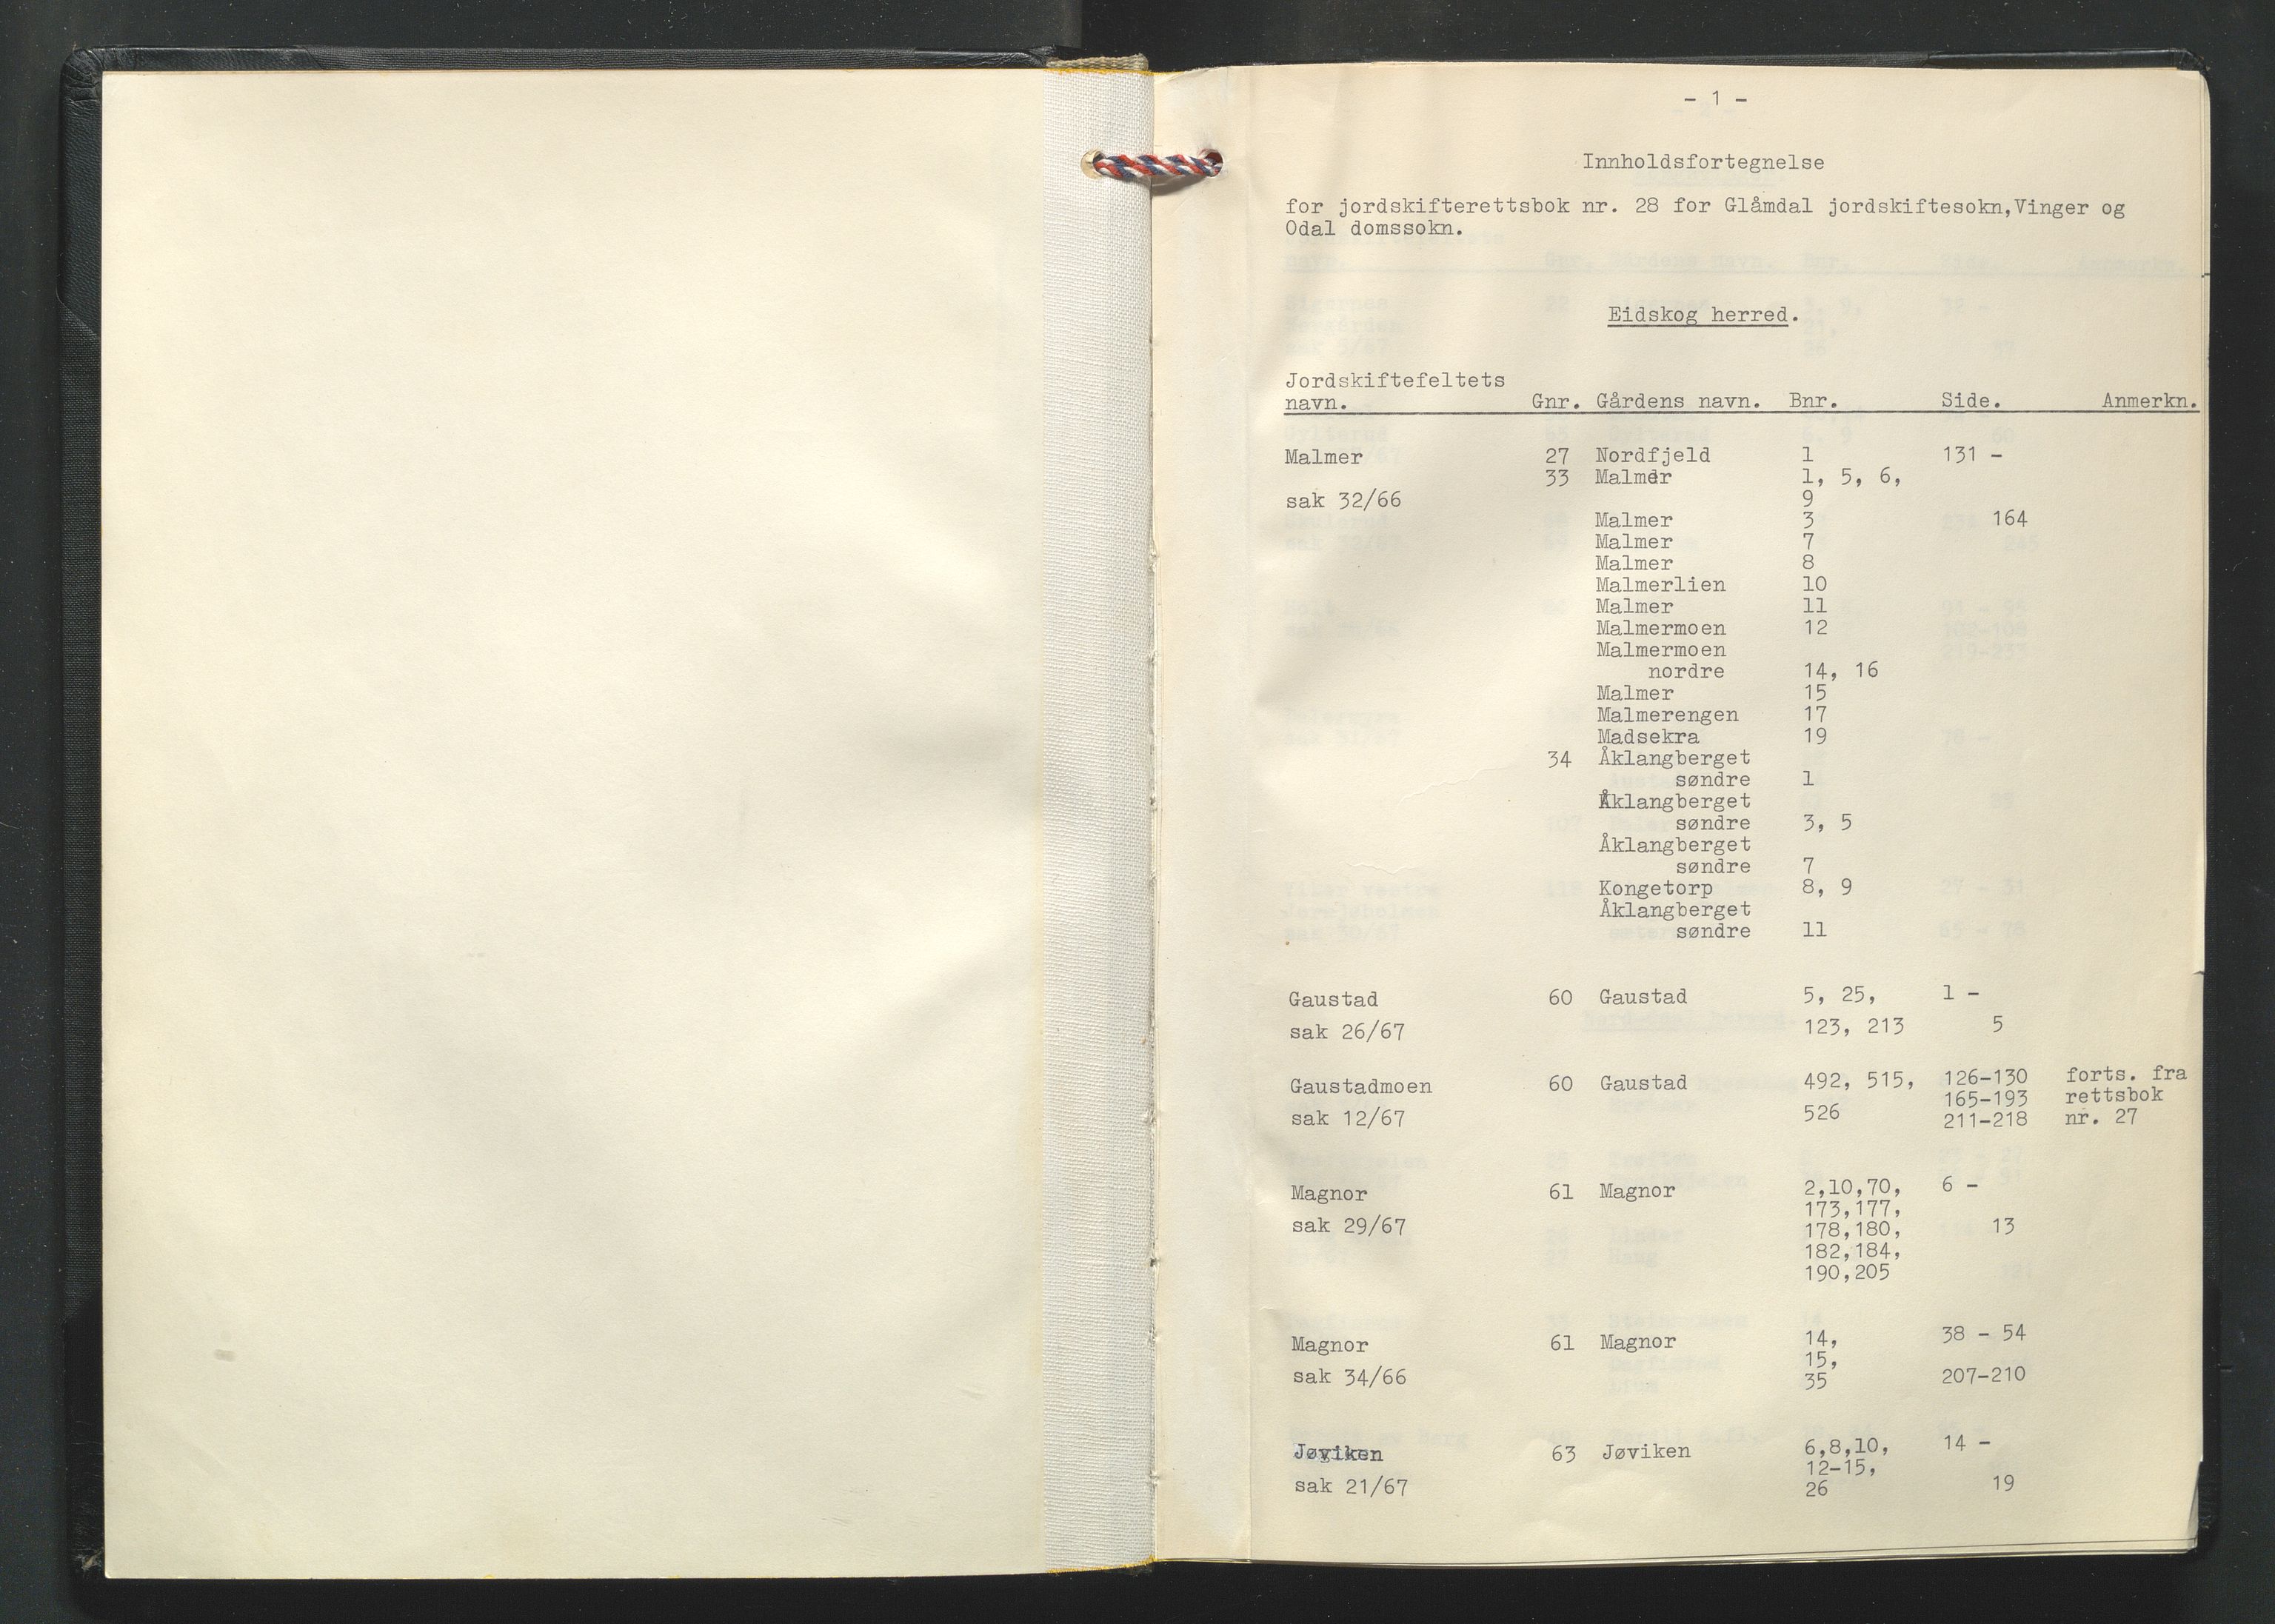 - 1 -
Innholdsfortegnelse
for jordskifterettsbok nr. 28 for Glåmdal jordskiftesokn,Vinger og
Odal domssokn.
Eidskog herred.
Jordskiftefeltets
navn. Gnr. Gårdens navn. Bnr. Side. Anmerkn.
Malmer 27 Nordfjeld 1 131 -
33 Malmer 1, 5, 6,
sak 32/66 9
Malmer 3 164
Malmer 7
Malmer 8
Malmerlien 10
Malmer 11
Malmermoen 12
Malmermoen
nordre 14, 16
Malmer 15
Malmerengen 17
Madsekra 19
34 Åklangberget
søndre 1
Åklangberget
søndre 3, 5
Åklangberget
søndre 7
Kongetorp 8, 9
Åklangberget
søndre 11
Gaustad 60 Gaustad 5, 25, 1 -
sak 26/67 123, 213 5
Gaustadmoen 60 Gaustad 492, 515, 126-130 forts. fra
165-193 rettsbok
sak 12/67 526 211-218 nr. 27
Magnor 61 Magnor 2,10,70, 6 -
173,177,
sak 29/67 178,180, 13
182,184,
190,205
Magnor 61 Magnor 14, 38 - 54
15,
sak 34/66 35 207-210
Jøviken 63 Jøviken 6,8,10, 14 -
12-15,
sak 21/67 26 19